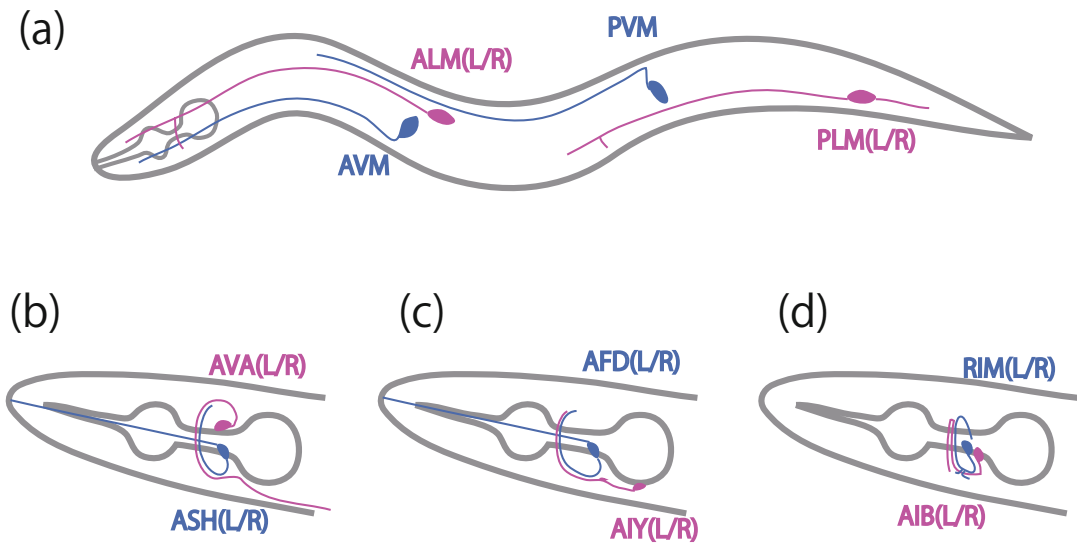 (a)
PVM
ALM(L/R)
AVM
PLM(L/R)
(b)
(c)
(d)
AVA(L/R)
AFD(L/R)
RIM(L/R)
ASH(L/R)
AIY(L/R)
AIB(L/R)